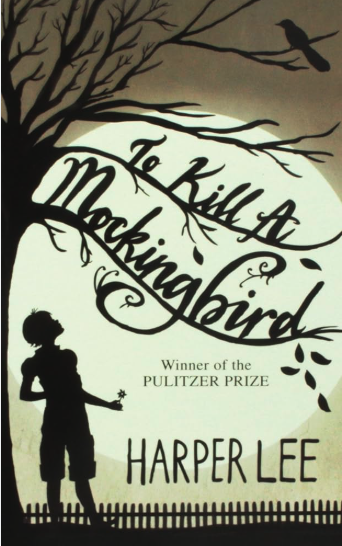 To Kill A
Mockingbird
Winner of the
PULITZER PRIZE
HARPER LEE